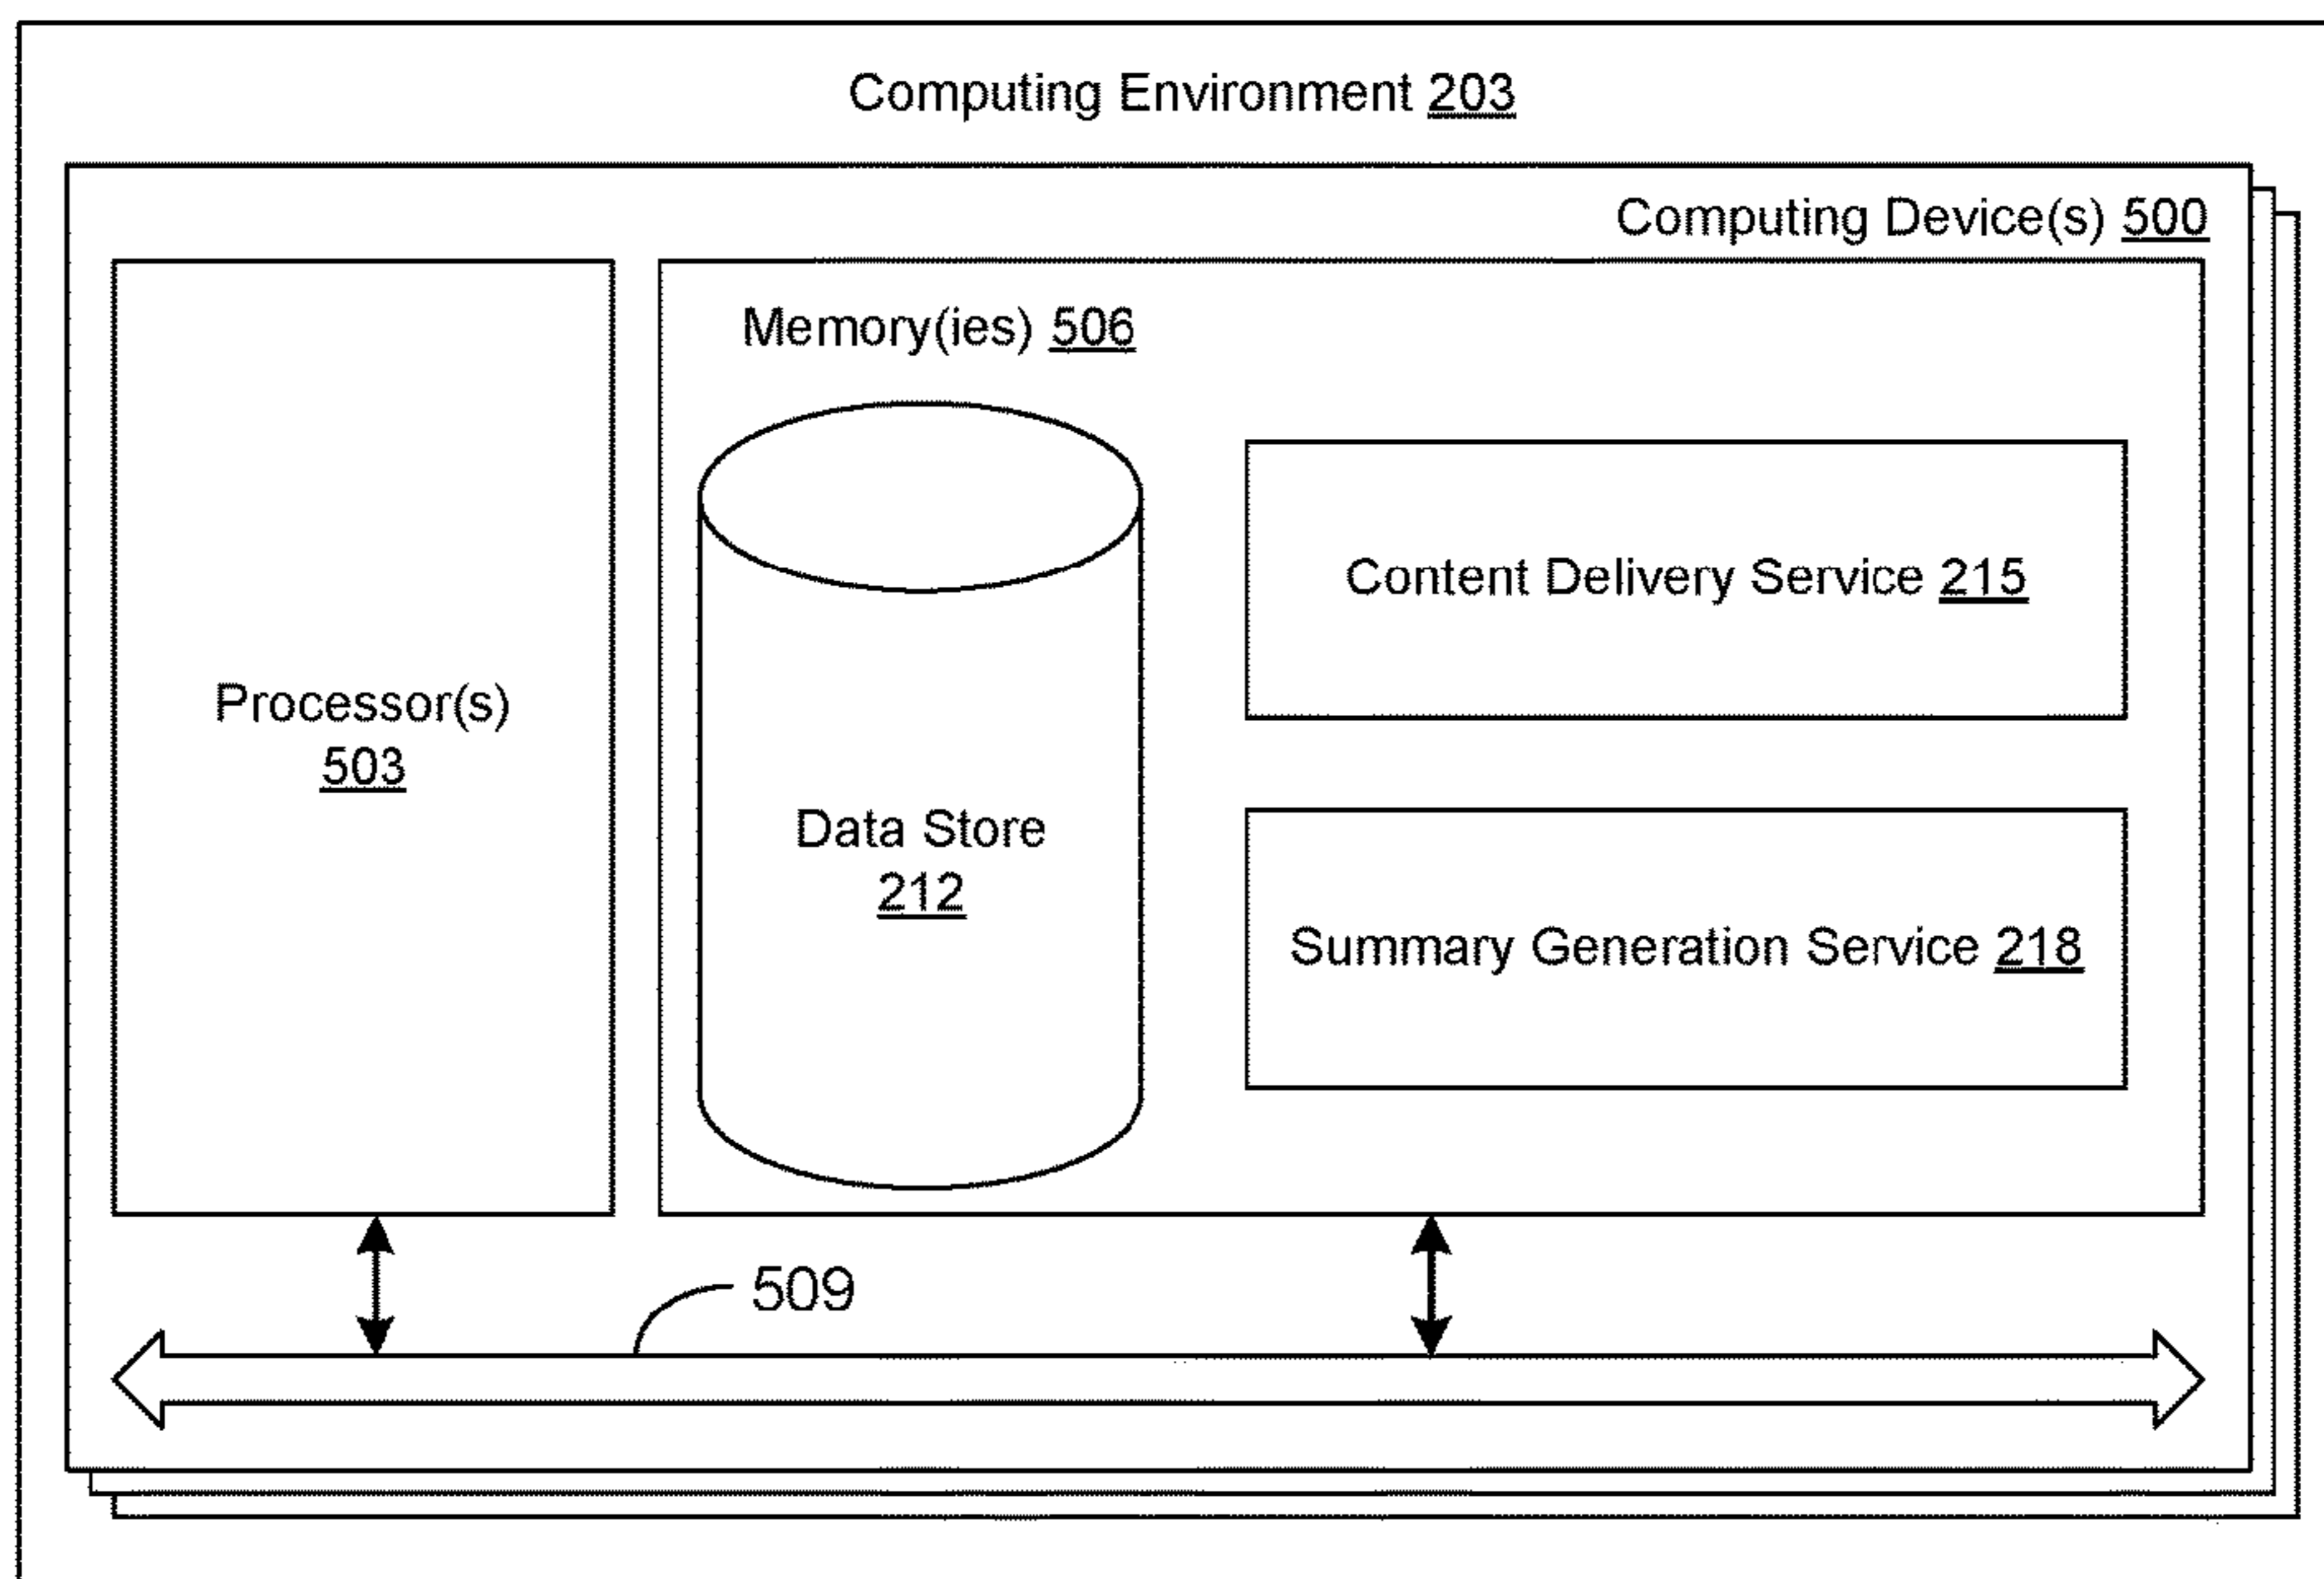 Computing Environment 203
Computing Device(s) 500
Memory(ies) 506
Content Delivery Service 215
Processor(s)
503
Data Store
212
Summary Generation Service 218
509